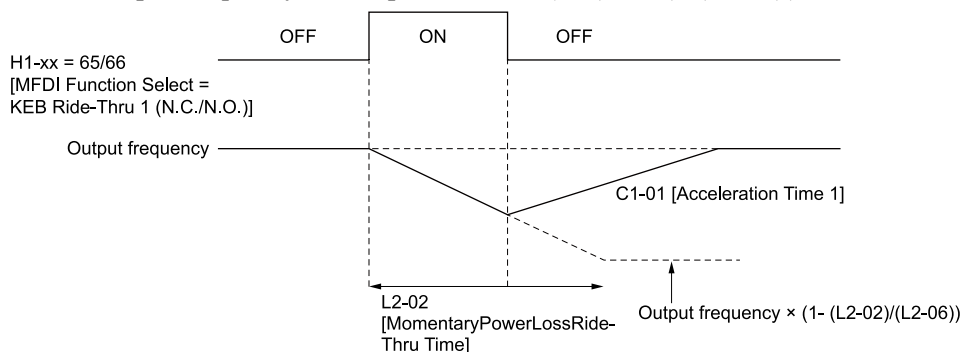 OFF
ON
OFF
H1-xx = 65/66
[MFDI Function Select =
KEB Ride-Thru 1 (N.C./N.O.)]
Output frequency
C1-01 [Acceleration Time 1]
L2-02
[MomentaryPowerLossRide-
Thru Time]
Output frequency × (1- (L2-02)/(L2-06))